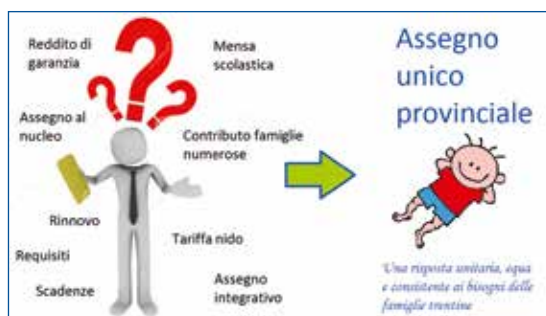 Reddito di
garanzia
Mensa
scolastica
Assegno al
nucleo
Contributo famiglie
numerose
Rinnovo
Tariffa nido
Requisiti
Scadenze
Assegno
integrativo
Assegno
unico
provinciale
Una risposta unitaria, equa
e consistente ai bisogni delle
famiglie trentine